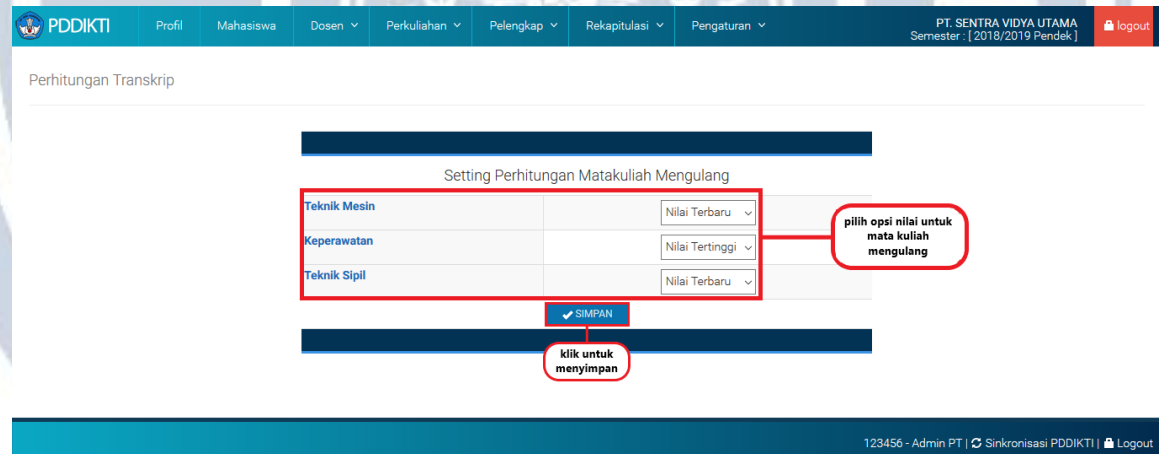 PDDIKTI Profil Mahasiswa Dosen Perkuliahan Pelengkap Rekapitulasi Pengaturan PT. SENTRA VIDYA UTAMA logout
Semester : [ 2018/2019 Pendek ]
Perhitungan Transkrip
Setting Perhitungan Matakuliah Mengulang
Teknik Mesin Nilai Terbaru
Keperawatan Nilai Tertinggi
Teknik Sipil Nilai Terbaru
pilih opsi nilai untuk
mata kuliah
mengulang
SIMPAN
klik untuk
menyimpan
123456 - Admin PT | Sinkronisasi PDDIKTI | Logout